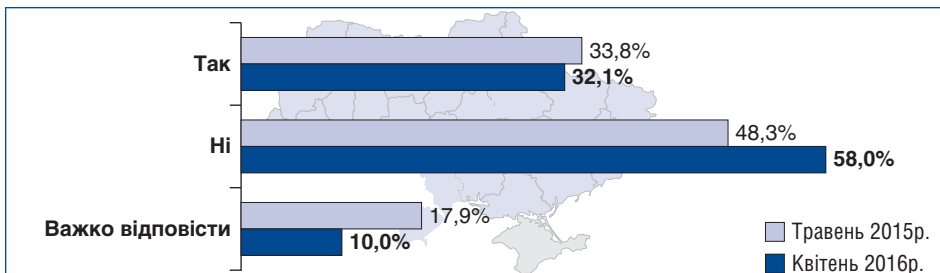 Так
33,8%
32,1%
Ні
48,3%
58,0%
Важко відповісти
17,9%
10,0%
Травень 2015р.
Квітень 2016р.